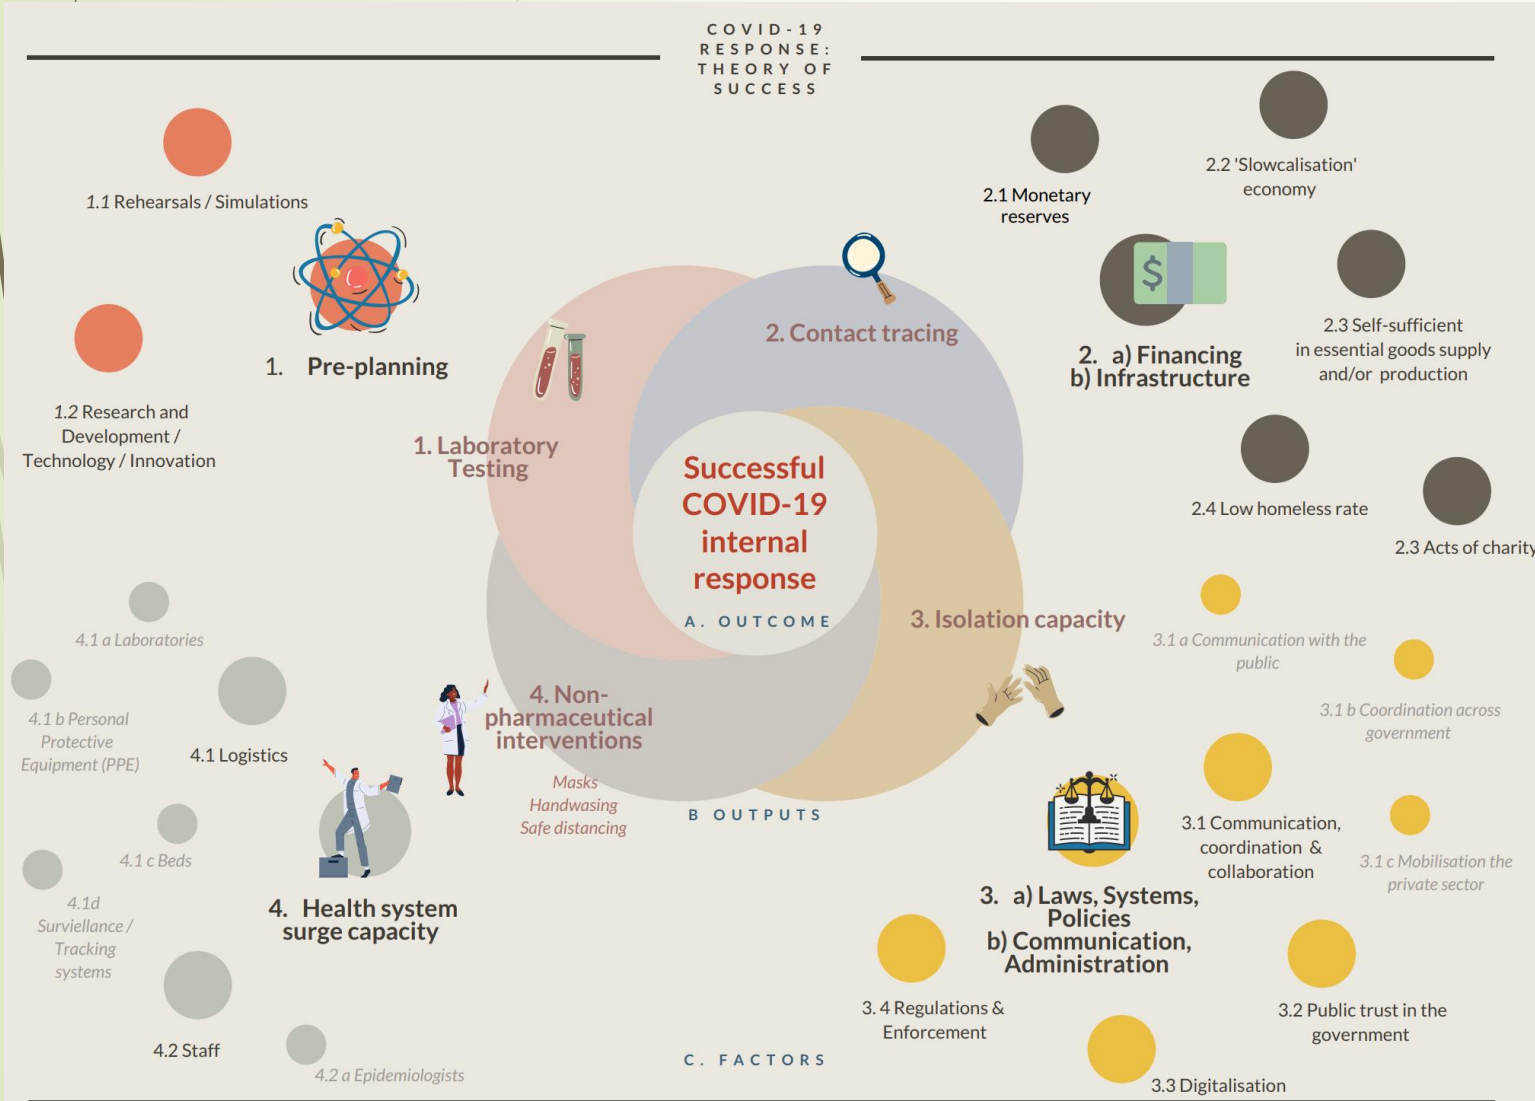 COVID-19
RESPONSE:
THEORY OF
SUCCESS
1.1 Rehearsals / Simulations
1. Pre-planning
1.2 Research and
Development /
Technology / Innovation
2.1 Monetary
reserves
2.2 'Slowcalisation'
economy
2. a) Financing
b) Infrastructure
2.3 Self-sufficient
in essential goods supply
and/or production
2.4 Low homeless rate
2.3 Acts of charity
1. Laboratory
Testing
2. Contact tracing
$
Successful
COVID-19
internal
response
A. OUTCOME
3. Isolation capacity
4. Non-
pharmaceutical
interventions
Masks
Handwasing
Safe distancing
B OUTPUTS
3.1 a Communication with the
public
3.1 b Coordination across
government
3.1 Communication,
coordination &
collaboration
3.1 c Mobilisation the
private sector
3. a) Laws, Systems,
Policies
b) Communication,
Administration
3. 4 Regulations &
Enforcement
3.2 Public trust in the
government
3.3 Digitalisation
4.1 a Laboratories
4.1 b Personal
Protective
Equipment (PPE)
4.1 Logistics
4.1 c Beds
4.1d
Surviellance /
Tracking
systems
4. Health system
surge capacity
4.2 Staff
4.2 a Epidemiologists
C. FACTORS